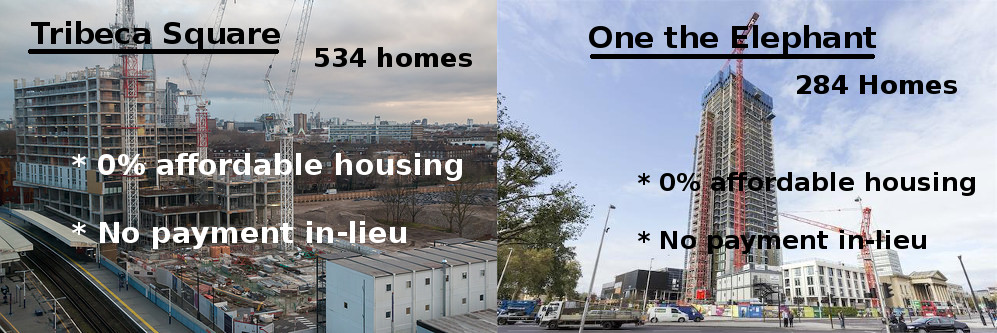 Tribeca Square
534 homes
* 0% affordable housing
* No payment in-lieu
One the Elephant
284 Homes
* 0% affordable housing
* No payment in-lieu